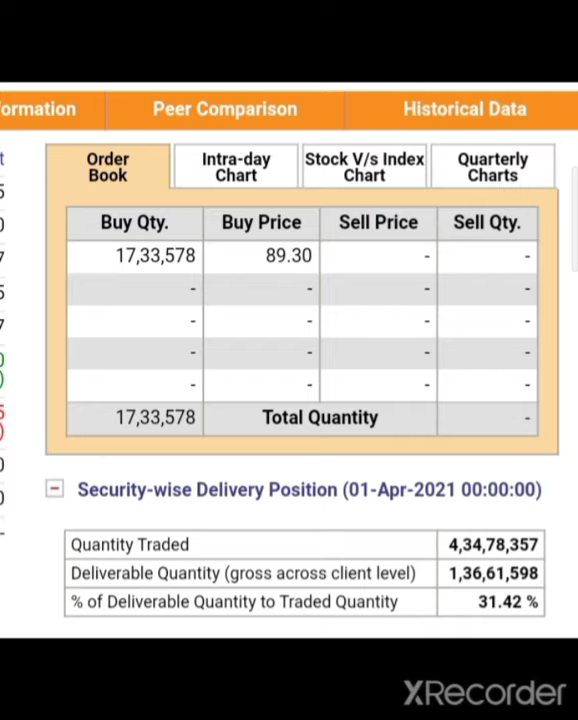 ormation Peer Comparison Historical Data
Order Book Intra-day Chart Stock V/s Index Chart Quarterly Charts
Buy Qty. Buy Price Sell Price Sell Qty.
17,33,578 89.30 - -
- - - -
- - - -
- - - -
- - - -
17,33,578 Total Quantity -
Security-wise Delivery Position (01-Apr-2021 00:00:00)
Quantity Traded 4,34,78,357
Deliverable Quantity (gross across client level) 1,36,61,598
% of Deliverable Quantity to Traded Quantity 31.42 %
XRecorder